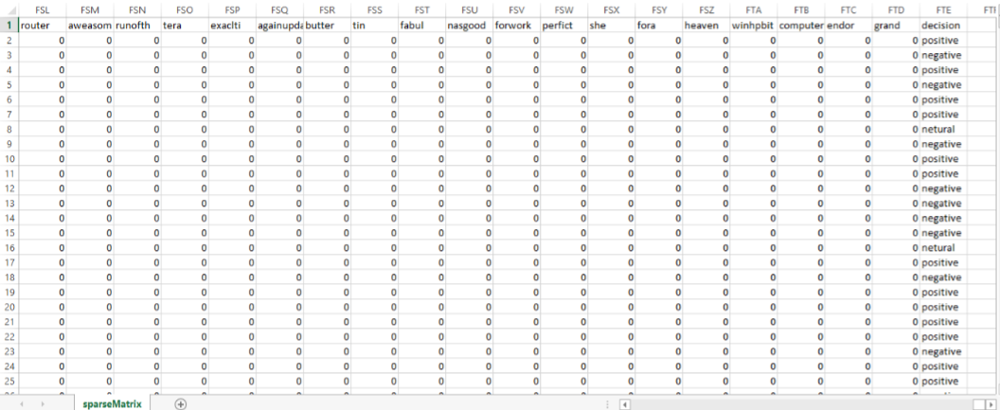 FSL FSM FSN FSO FSP FSQ FSR FSS FST FSU FSV FSW FSX FSY FSZ FTA FTB FTC FTD FTE
1 router aweasom runofth tera exaclti againupda butter tin fabul nasgood forwork perfict she fora heaven winhpbit computer endor grand decision
2 0 0 0 0 0 0 0 0 0 0 0 0 0 0 0 0 0 0 0 positive
3 0 0 0 0 0 0 0 0 0 0 0 0 0 0 0 0 0 0 0 negative
4 0 0 0 0 0 0 0 0 0 0 0 0 0 0 0 0 0 0 0 positive
5 0 0 0 0 0 0 0 0 0 0 0 0 0 0 0 0 0 0 0 negative
6 0 0 0 0 0 0 0 0 0 0 0 0 0 0 0 0 0 0 0 positive
7 0 0 0 0 0 0 0 0 0 0 0 0 0 0 0 0 0 0 0 positive
8 0 0 0 0 0 0 0 0 0 0 0 0 0 0 0 0 0 0 0 netural
9 0 0 0 0 0 0 0 0 0 0 0 0 0 0 0 0 0 0 0 negative
10 0 0 0 0 0 0 0 0 0 0 0 0 0 0 0 0 0 0 0 positive
11 0 0 0 0 0 0 0 0 0 0 0 0 0 0 0 0 0 0 0 positive
12 0 0 0 0 0 0 0 0 0 0 0 0 0 0 0 0 0 0 0 negative
13 0 0 0 0 0 0 0 0 0 0 0 0 0 0 0 0 0 0 0 negative
14 0 0 0 0 0 0 0 0 0 0 0 0 0 0 0 0 0 0 0 negative
15 0 0 0 0 0 0 0 0 0 0 0 0 0 0 0 0 0 0 0 negative
16 0 0 0 0 0 0 0 0 0 0 0 0 0 0 0 0 0 0 0 netural
17 0 0 0 0 0 0 0 0 0 0 0 0 0 0 0 0 0 0 0 positive
18 0 0 0 0 0 0 0 0 0 0 0 0 0 0 0 0 0 0 0 negative
19 0 0 0 0 0 0 0 0 0 0 0 0 0 0 0 0 0 0 0 positive
20 0 0 0 0 0 0 0 0 0 0 0 0 0 0 0 0 0 0 0 positive
21 0 0 0 0 0 0 0 0 0 0 0 0 0 0 0 0 0 0 0 positive
22 0 0 0 0 0 0 0 0 0 0 0 0 0 0 0 0 0 0 0 positive
23 0 0 0 0 0 0 0 0 0 0 0 0 0 0 0 0 0 0 0 negative
24 0 0 0 0 0 0 0 0 0 0 0 0 0 0 0 0 0 0 0 positive
25 0 0 0 0 0 0 0 0 0 0 0 0 0 0 0 0 0 0 0 positive
sparseMatrix